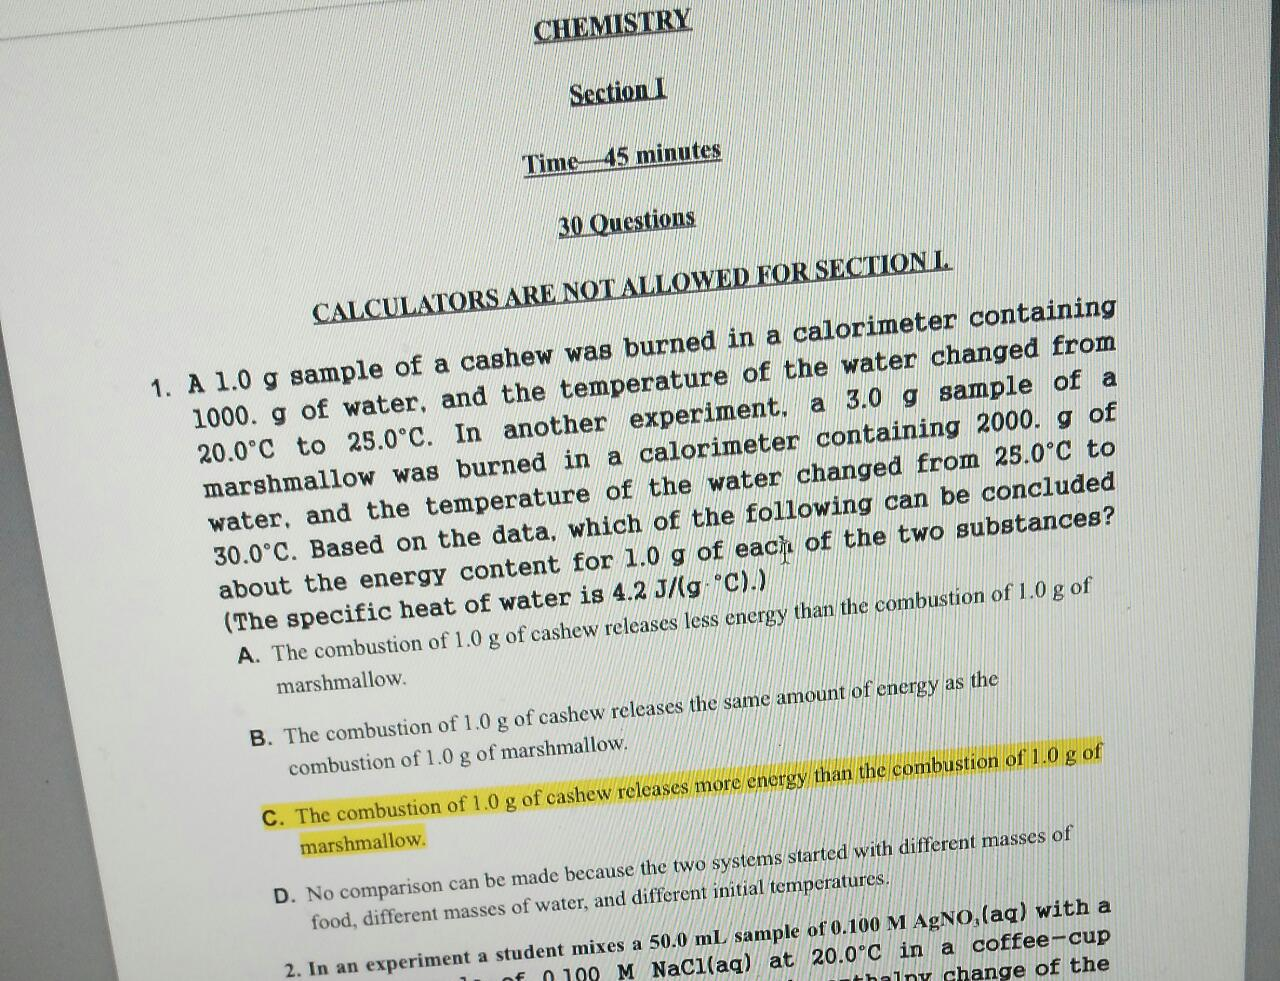 CHEMISTRY
Section I
Time—45 minutes
30 Questions
CALCULATORS ARE NOT ALLOWED FOR SECTION I.
1. A 1.0 g sample of a cashew was burned in a calorimeter containing
1000. g of water, and the temperature of the water changed from
20.0°C to 25.0°C. In another experiment, a 3.0 g sample of a
marshmallow was burned in a calorimeter containing 2000. g of
water, and the temperature of the water changed from 25.0°C to
30.0°C. Based on the data, which of the following can be concluded
about the energy content for 1.0 g of each of the two substances?
(The specific heat of water is 4.2 J/(g·°C).)
A. The combustion of 1.0 g of cashew releases less energy than the combustion of 1.0 g of
marshmallow.
B. The combustion of 1.0 g of cashew releases the same amount of energy as the
combustion of 1.0 g of marshmallow.
C. The combustion of 1.0 g of cashew releases more energy than the combustion of 1.0 g of
marshmallow.
D. No comparison can be made because the two systems started with different masses of
food, different masses of water, and different initial temperatures.
2. In an experiment a student mixes a 50.0 mL sample of 0.100 M AgNO₃(aq) with a
of 0.100 M NaCl(aq) at 20.0°C in a coffee-cup
change of the